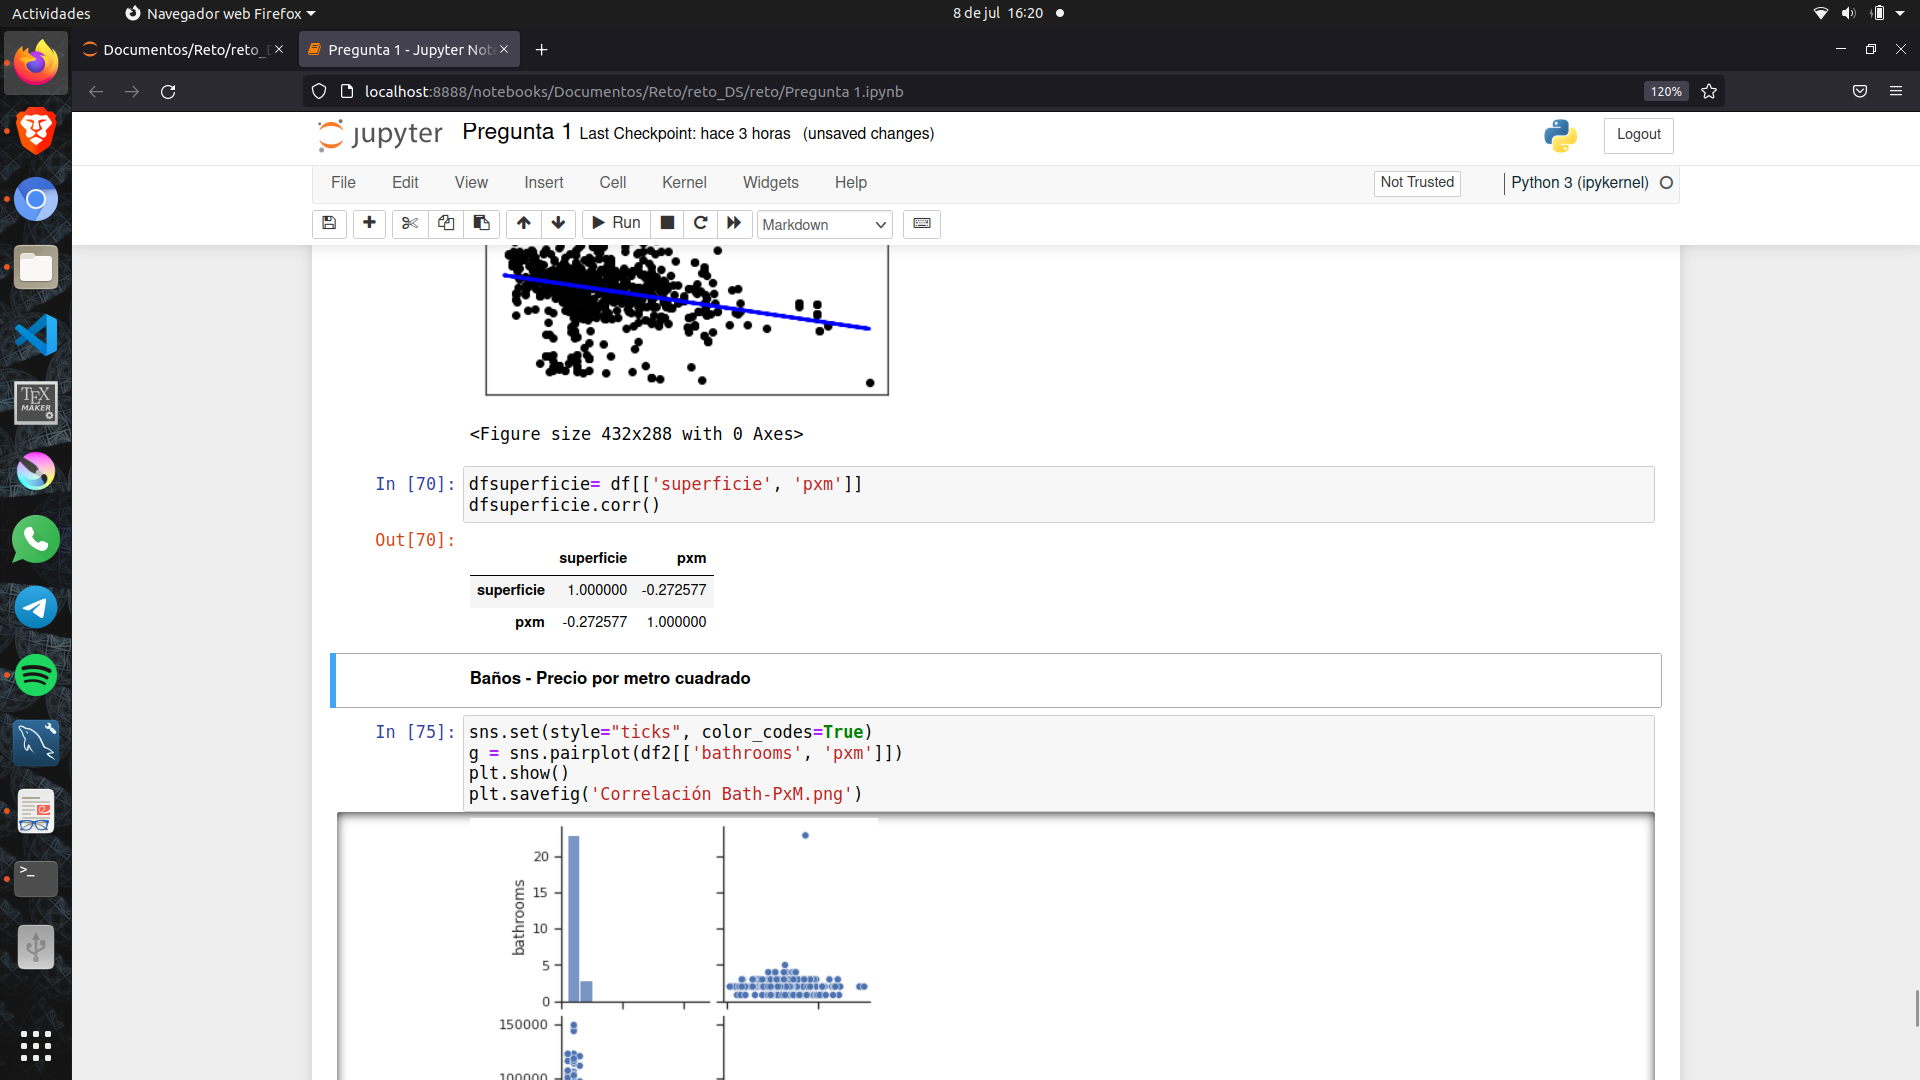 Actividades
Navegador web Firefox
8 de jul 16:20
Documentos/Reto/reto_
Pregunta 1 - Jupyter Not
localhost:8888/notebooks/Documentos/Reto/reto_DS/reto/Pregunta 1.ipynb
120%
jupyter
Pregunta 1 Last Checkpoint: hace 3 horas (unsaved changes)
Logout
File Edit View Insert Cell Kernel Widgets Help
Not Trusted
Python 3 (ipykernel)
Run
Markdown
TEX
MAKER
<Figure size 432x288 with 0 Axes>
In [70]:
dfsuperficie= df[['superficie', 'pxm']]
dfsuperficie.corr()
Out[70]:
superficie pxm
superficie 1.000000 -0.272577
pxm -0.272577 1.000000
Baños - Precio por metro cuadrado
In [75]:
sns.set(style="ticks", color_codes=True)
g = sns.pairplot(df2[['bathrooms', 'pxm']])
plt.show()
plt.savefig('Correlación Bath-PxM.png')
bathrooms
20
15
10
5
0
150000
100000